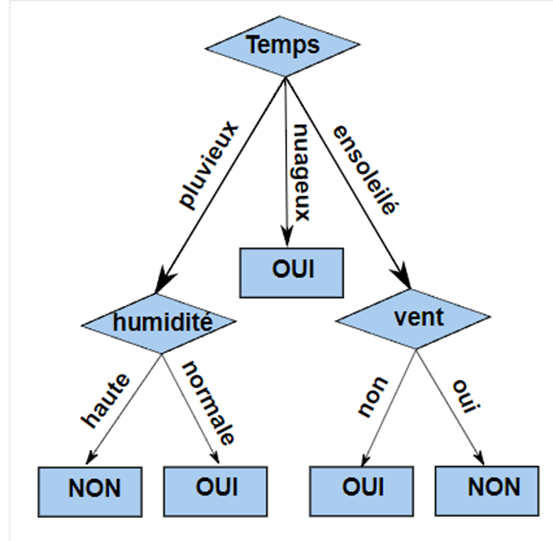 Temps
pluvieux
nuageux
ensoleilé
OUI
humidité
vent
haute
normale
non
oui
NON
OUI
OUI
NON